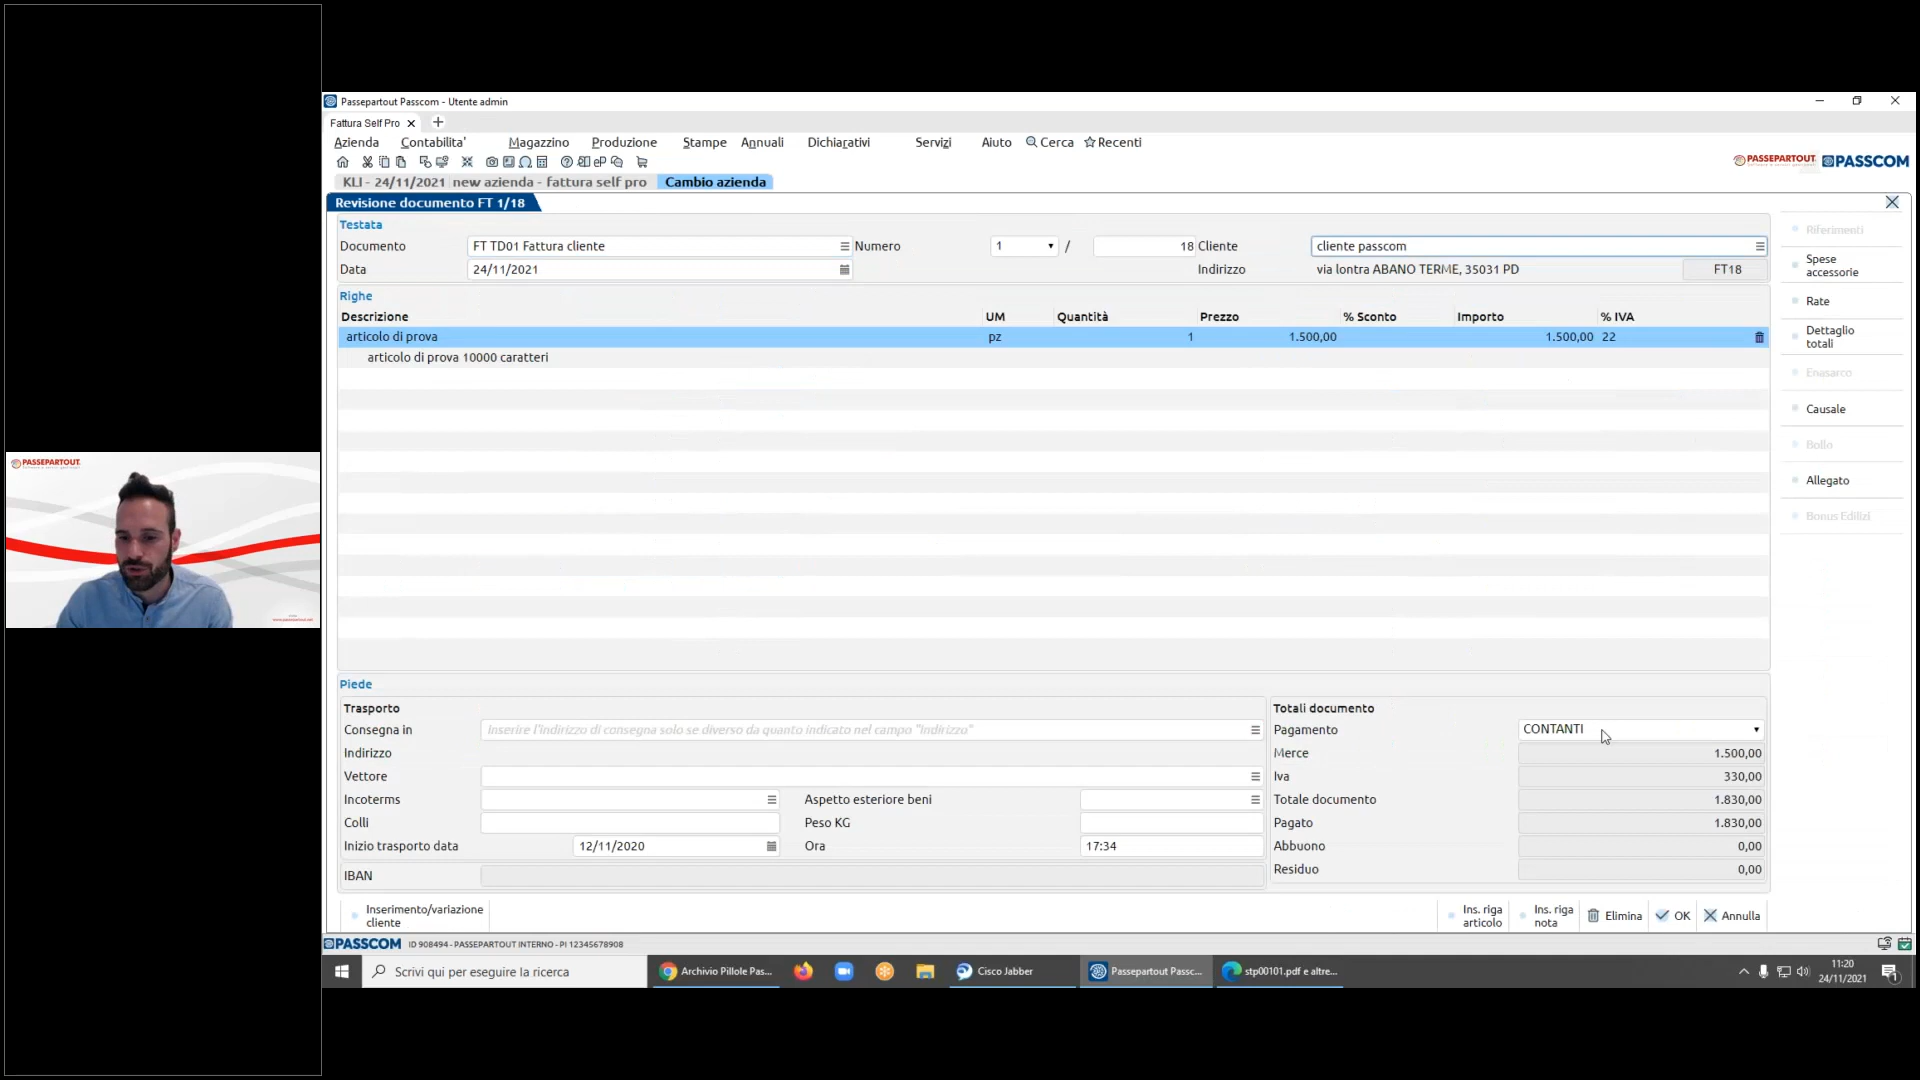 Passepartout Passcom - Utente admin
Fattura Self Pro
Azienda Contabilita' Magazzino Produzione Stampe Annuali Dichiarativi Servizi Aiuto Cerca Recenti
PASSEPARTOUT PASSCOM
KLI - 24/11/2021 new azienda - fattura self pro Cambio azienda
Revisione documento FT 1/18
Testata
Documento FT TD01 Fattura cliente Numero 1 / 18 Cliente cliente passcom
Data 24/11/2021 Indirizzo via lontra ABANO TERME, 35031 PD FT18
Righe
Descrizione UM Quantità Prezzo % Sconto Importo % IVA
articolo di prova pz 1 1.500,00 1.500,00 22
articolo di prova 10000 caratteri
Riferimenti
Spese
accessorie
Rate
Dettaglio
totali
Enasarco
Causale
Bollo
Allegato
Bonus Edilizi
PASSEPARTOUT
Piede
Trasporto
Consegna in Inserire l'indirizzo di consegna solo se diverso da quanto indicato nel campo "Indirizzo"
Indirizzo
Vettore
Incoterms Aspetto esteriore beni
Colli Peso KG
Inizio trasporto data 12/11/2020 Ora 17:34
IBAN
Totali documento
Pagamento CONTANTI
Merce 1.500,00
Iva 330,00
Totale documento 1.830,00
Pagato 1.830,00
Abbuono 0,00
Residuo 0,00
Inserimento/variazione
cliente
Ins. riga
articolo
Ins. riga
nota
Elimina OK Annulla
PASSCOM ID 908494 - PASSEPARTOUT INTERNO - PI 12345678908
Scrivi qui per eseguire la ricerca Archivio Pillole Pas... Cisco Jabber Passepartout Passc... stp00101.pdf e altre...
11:20
24/11/2021
1